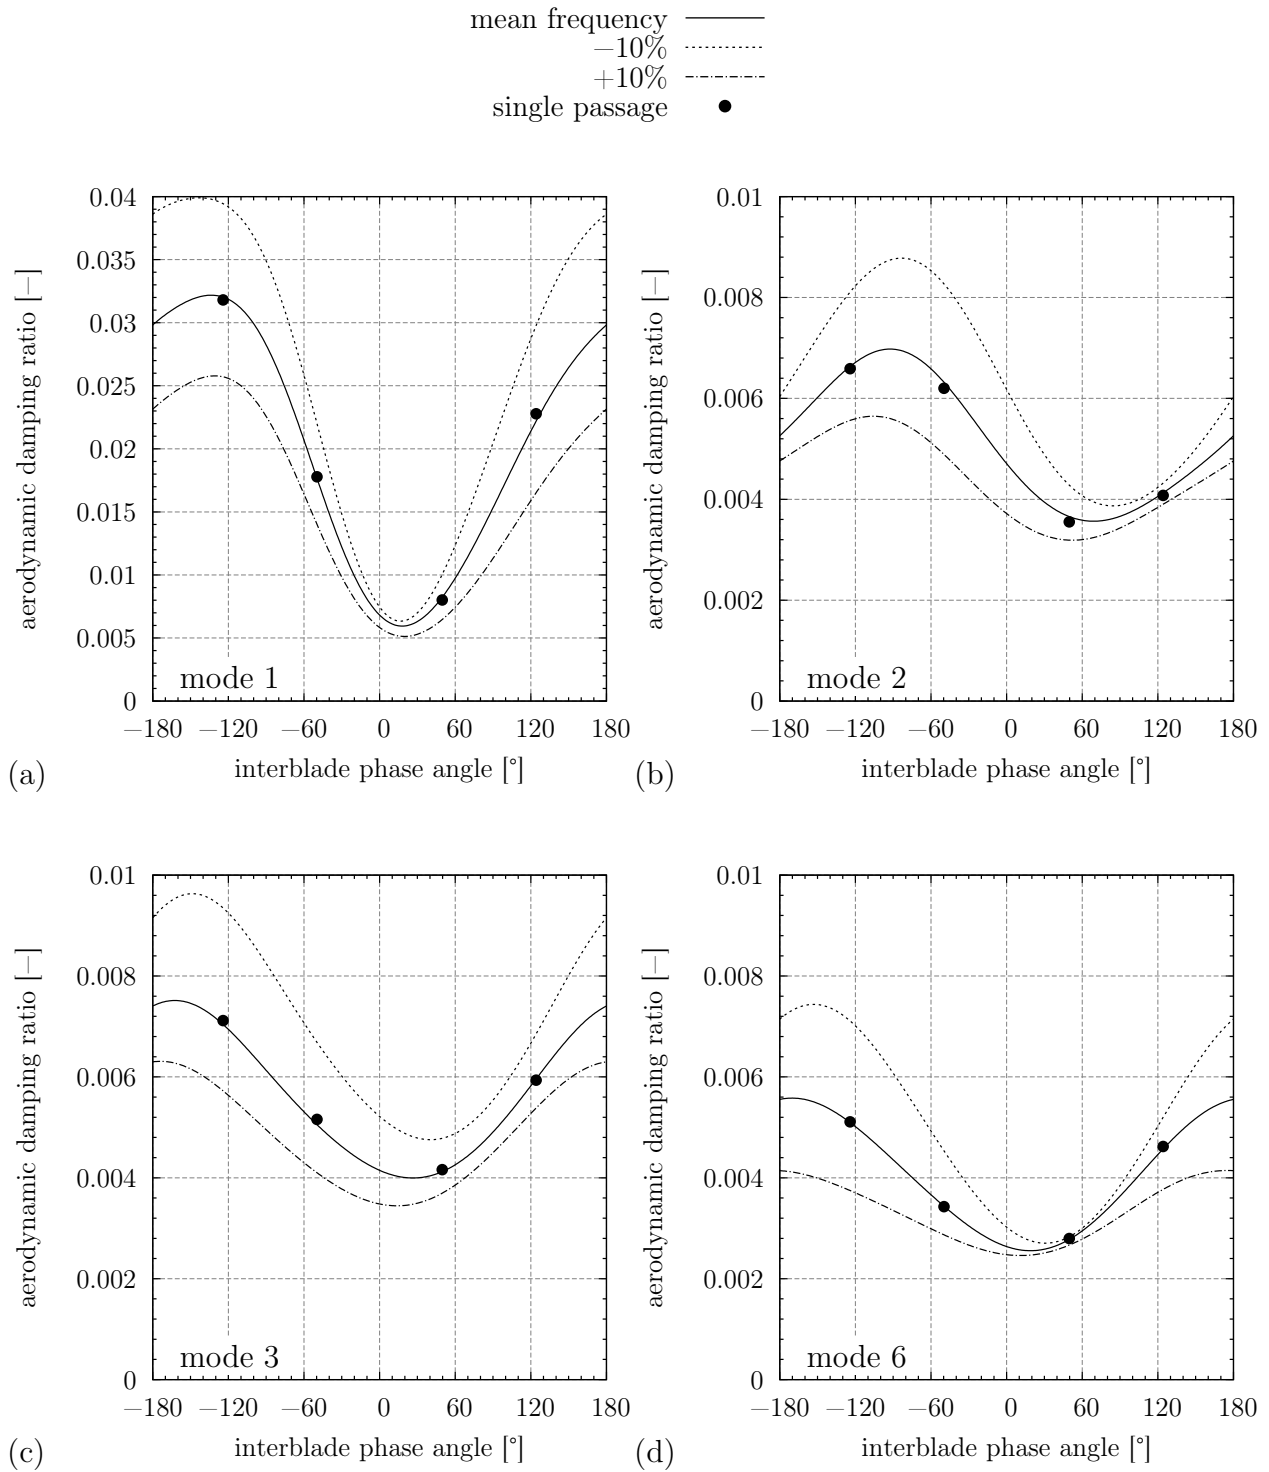 mean frequency
−10%
+10%
single passage
0.04
0.035
0.03
0.025
0.02
0.015
0.01
0.005
0
aerodynamic damping ratio [−]
mode 1
−180 −120 −60 0 60 120 180
interblade phase angle [°]
(a)
0.01
0.008
0.006
0.004
0.002
0
aerodynamic damping ratio [−]
mode 2
−180 −120 −60 0 60 120 180
interblade phase angle [°]
(b)
0.01
0.008
0.006
0.004
0.002
0
aerodynamic damping ratio [−]
mode 3
−180 −120 −60 0 60 120 180
interblade phase angle [°]
(c)
0.01
0.008
0.006
0.004
0.002
0
aerodynamic damping ratio [−]
mode 6
−180 −120 −60 0 60 120 180
interblade phase angle [°]
(d)